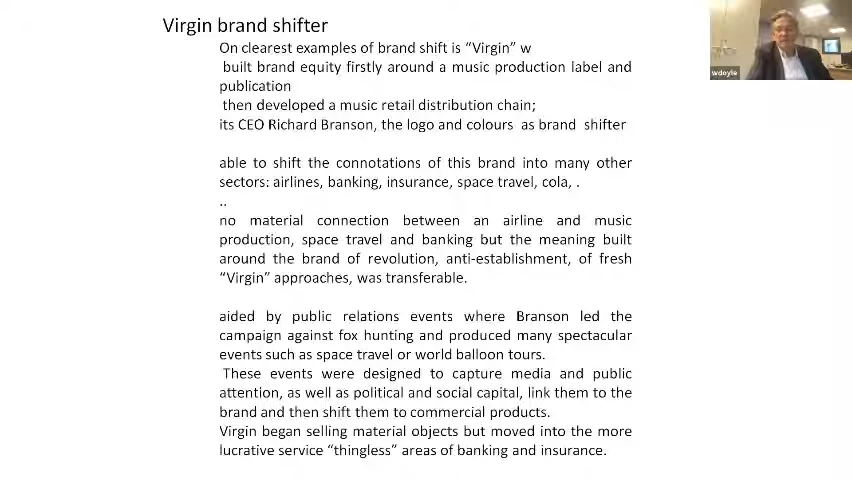 Virgin brand shifter
On clearest examples of brand shift is “Virgin” w
built brand equity firstly around a music production label and
publication
then developed a music retail distribution chain;
its CEO Richard Branson, the logo and colours as brand shifter
able to shift the connotations of this brand into many other
sectors: airlines, banking, insurance, space travel, cola, .
..
no material connection between an airline and music
production, space travel and banking but the meaning built
around the brand of revolution, anti-establishment, of fresh
“Virgin” approaches, was transferable.
aided by public relations events where Branson led the
campaign against fox hunting and produced many spectacular
events such as space travel or world balloon tours.
These events were designed to capture media and public
attention, as well as political and social capital, link them to the
brand and then shift them to commercial products.
Virgin began selling material objects but moved into the more
lucrative service “thingless” areas of banking and insurance.
wdoyle